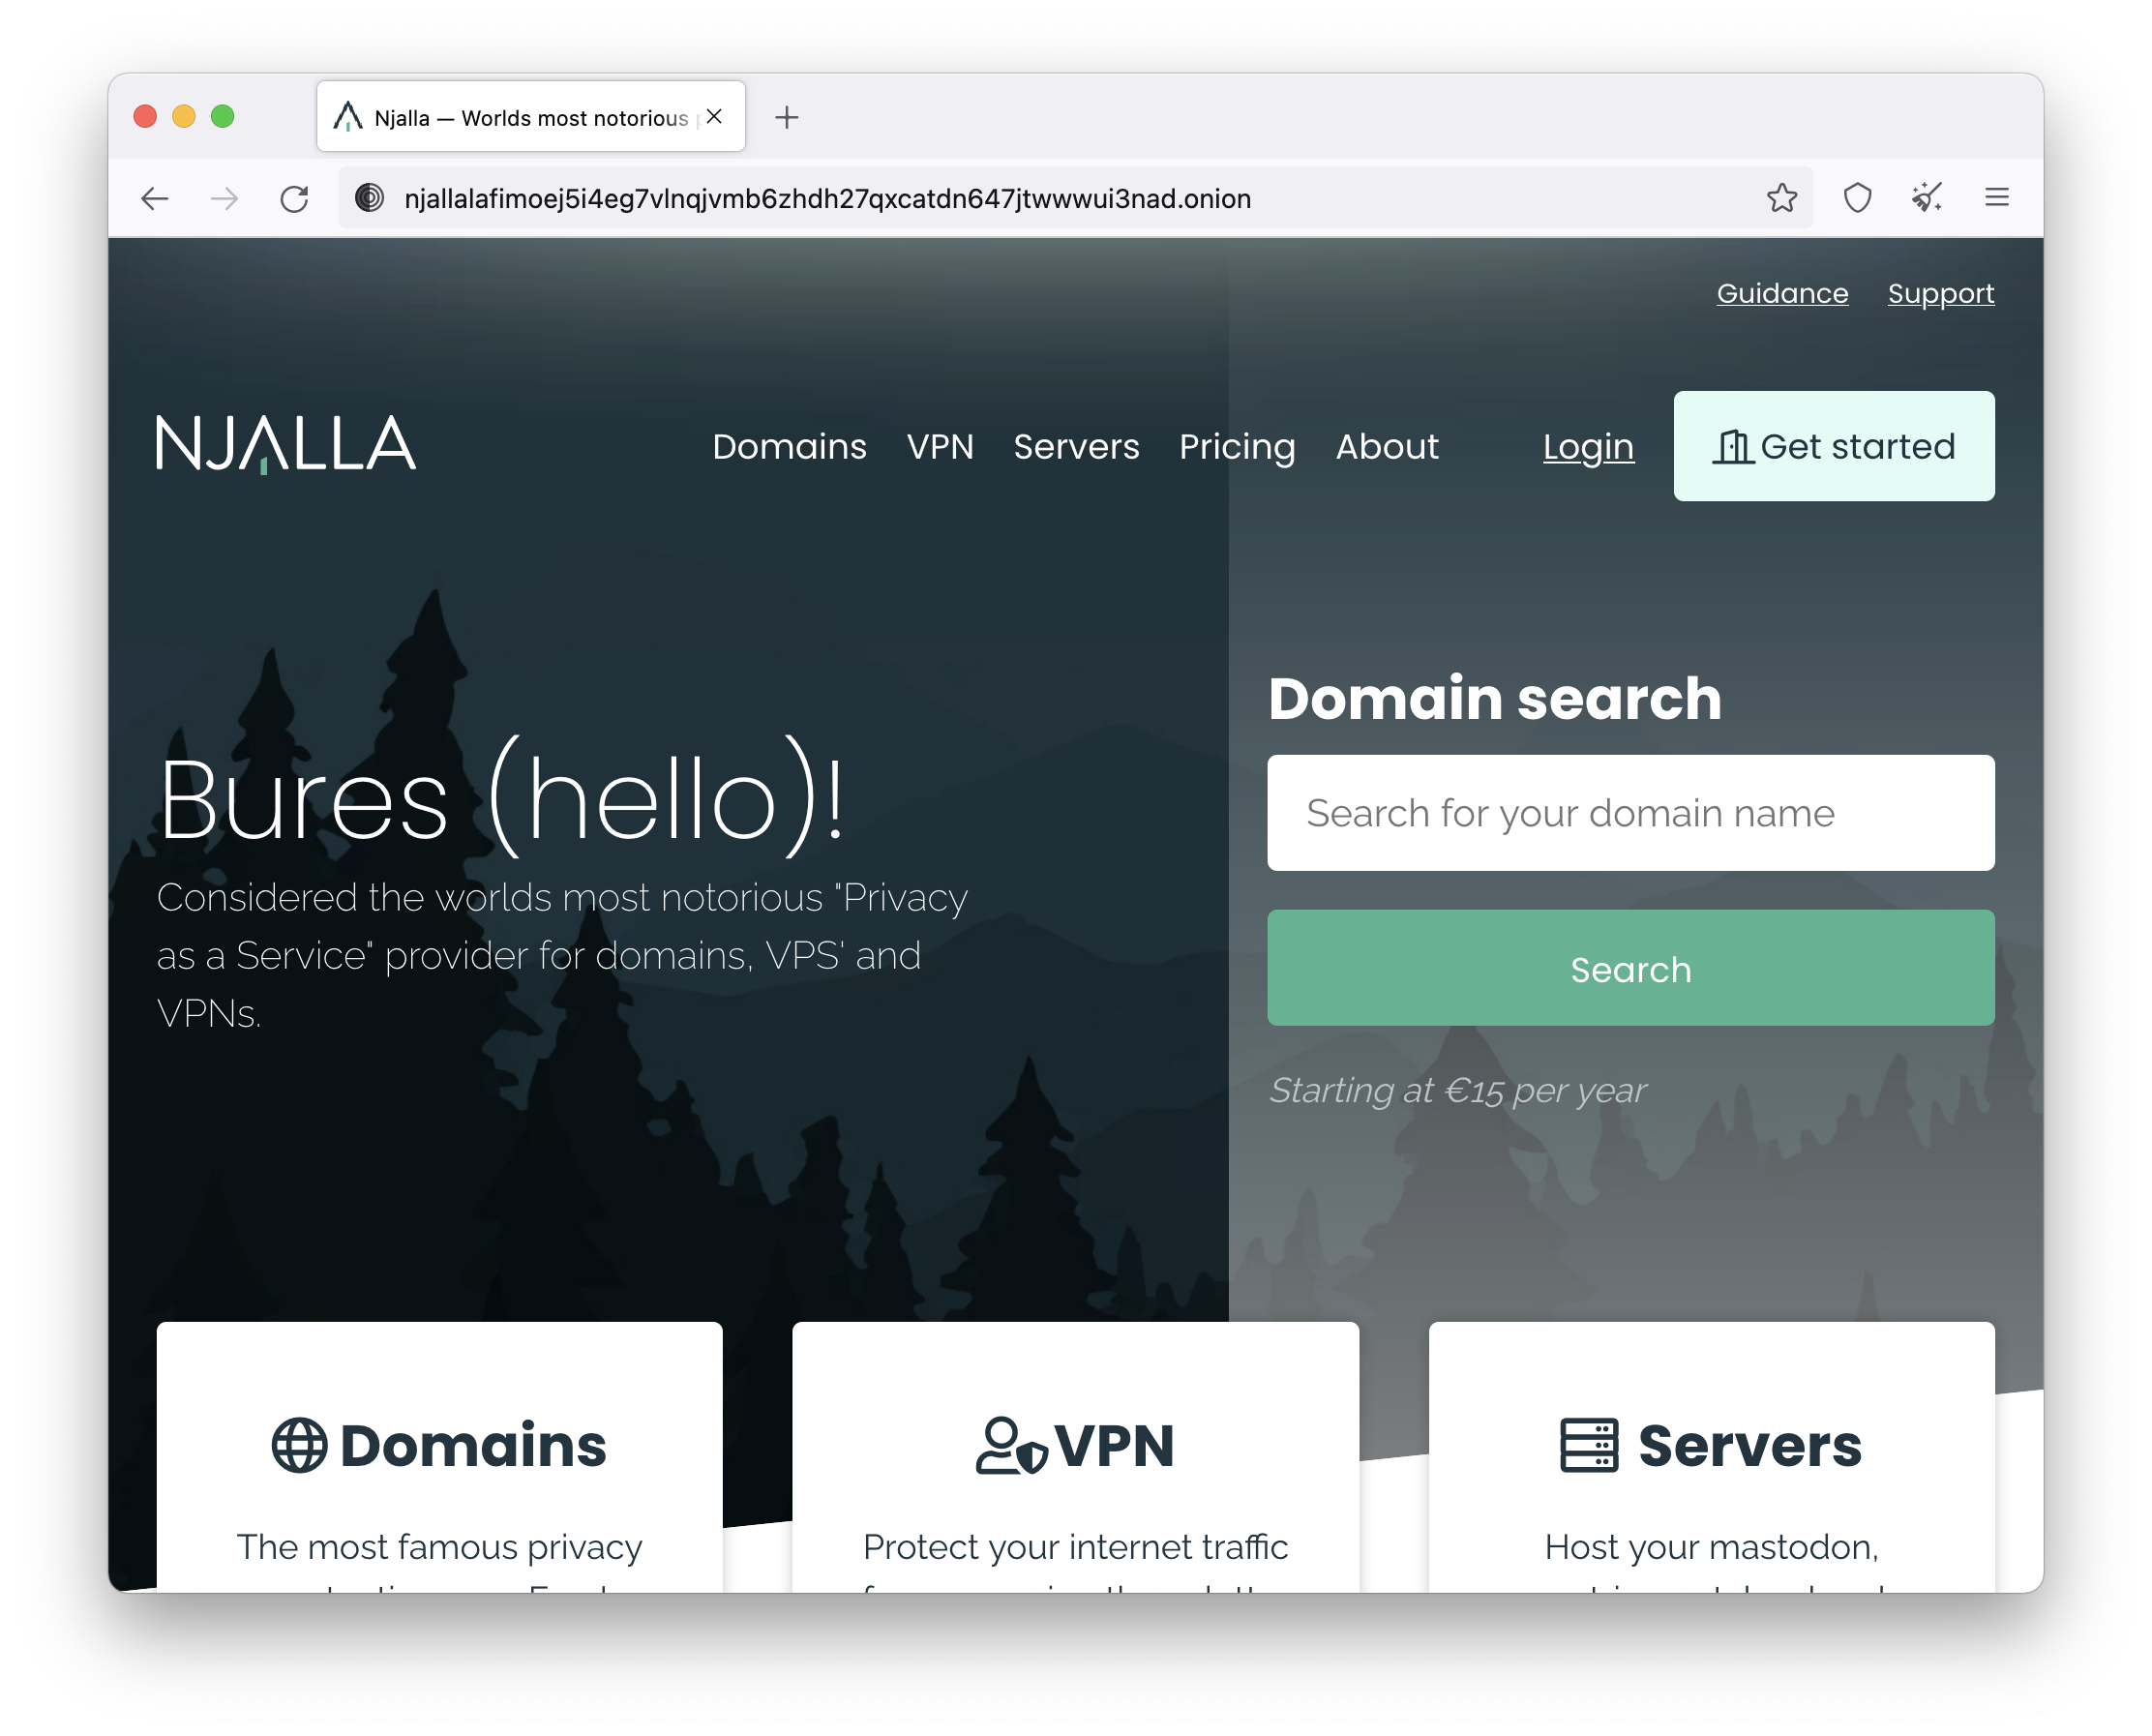 Njalla — Worlds most notorious
njallalafimoej5i4eg7vlnqjvmb6zhdh27qxcatdn647jtwwwui3nad.onion
Guidance Support
NJALLA Domains VPN Servers Pricing About Login Get started
Bures (hello)!
Considered the worlds most notorious "Privacy
as a Service" provider for domains, VPS' and
VPNs.
Domain search
Search for your domain name
Search
Starting at €15 per year
Domains
The most famous privacy
VPN
Protect your internet traffic
Servers
Host your mastodon,